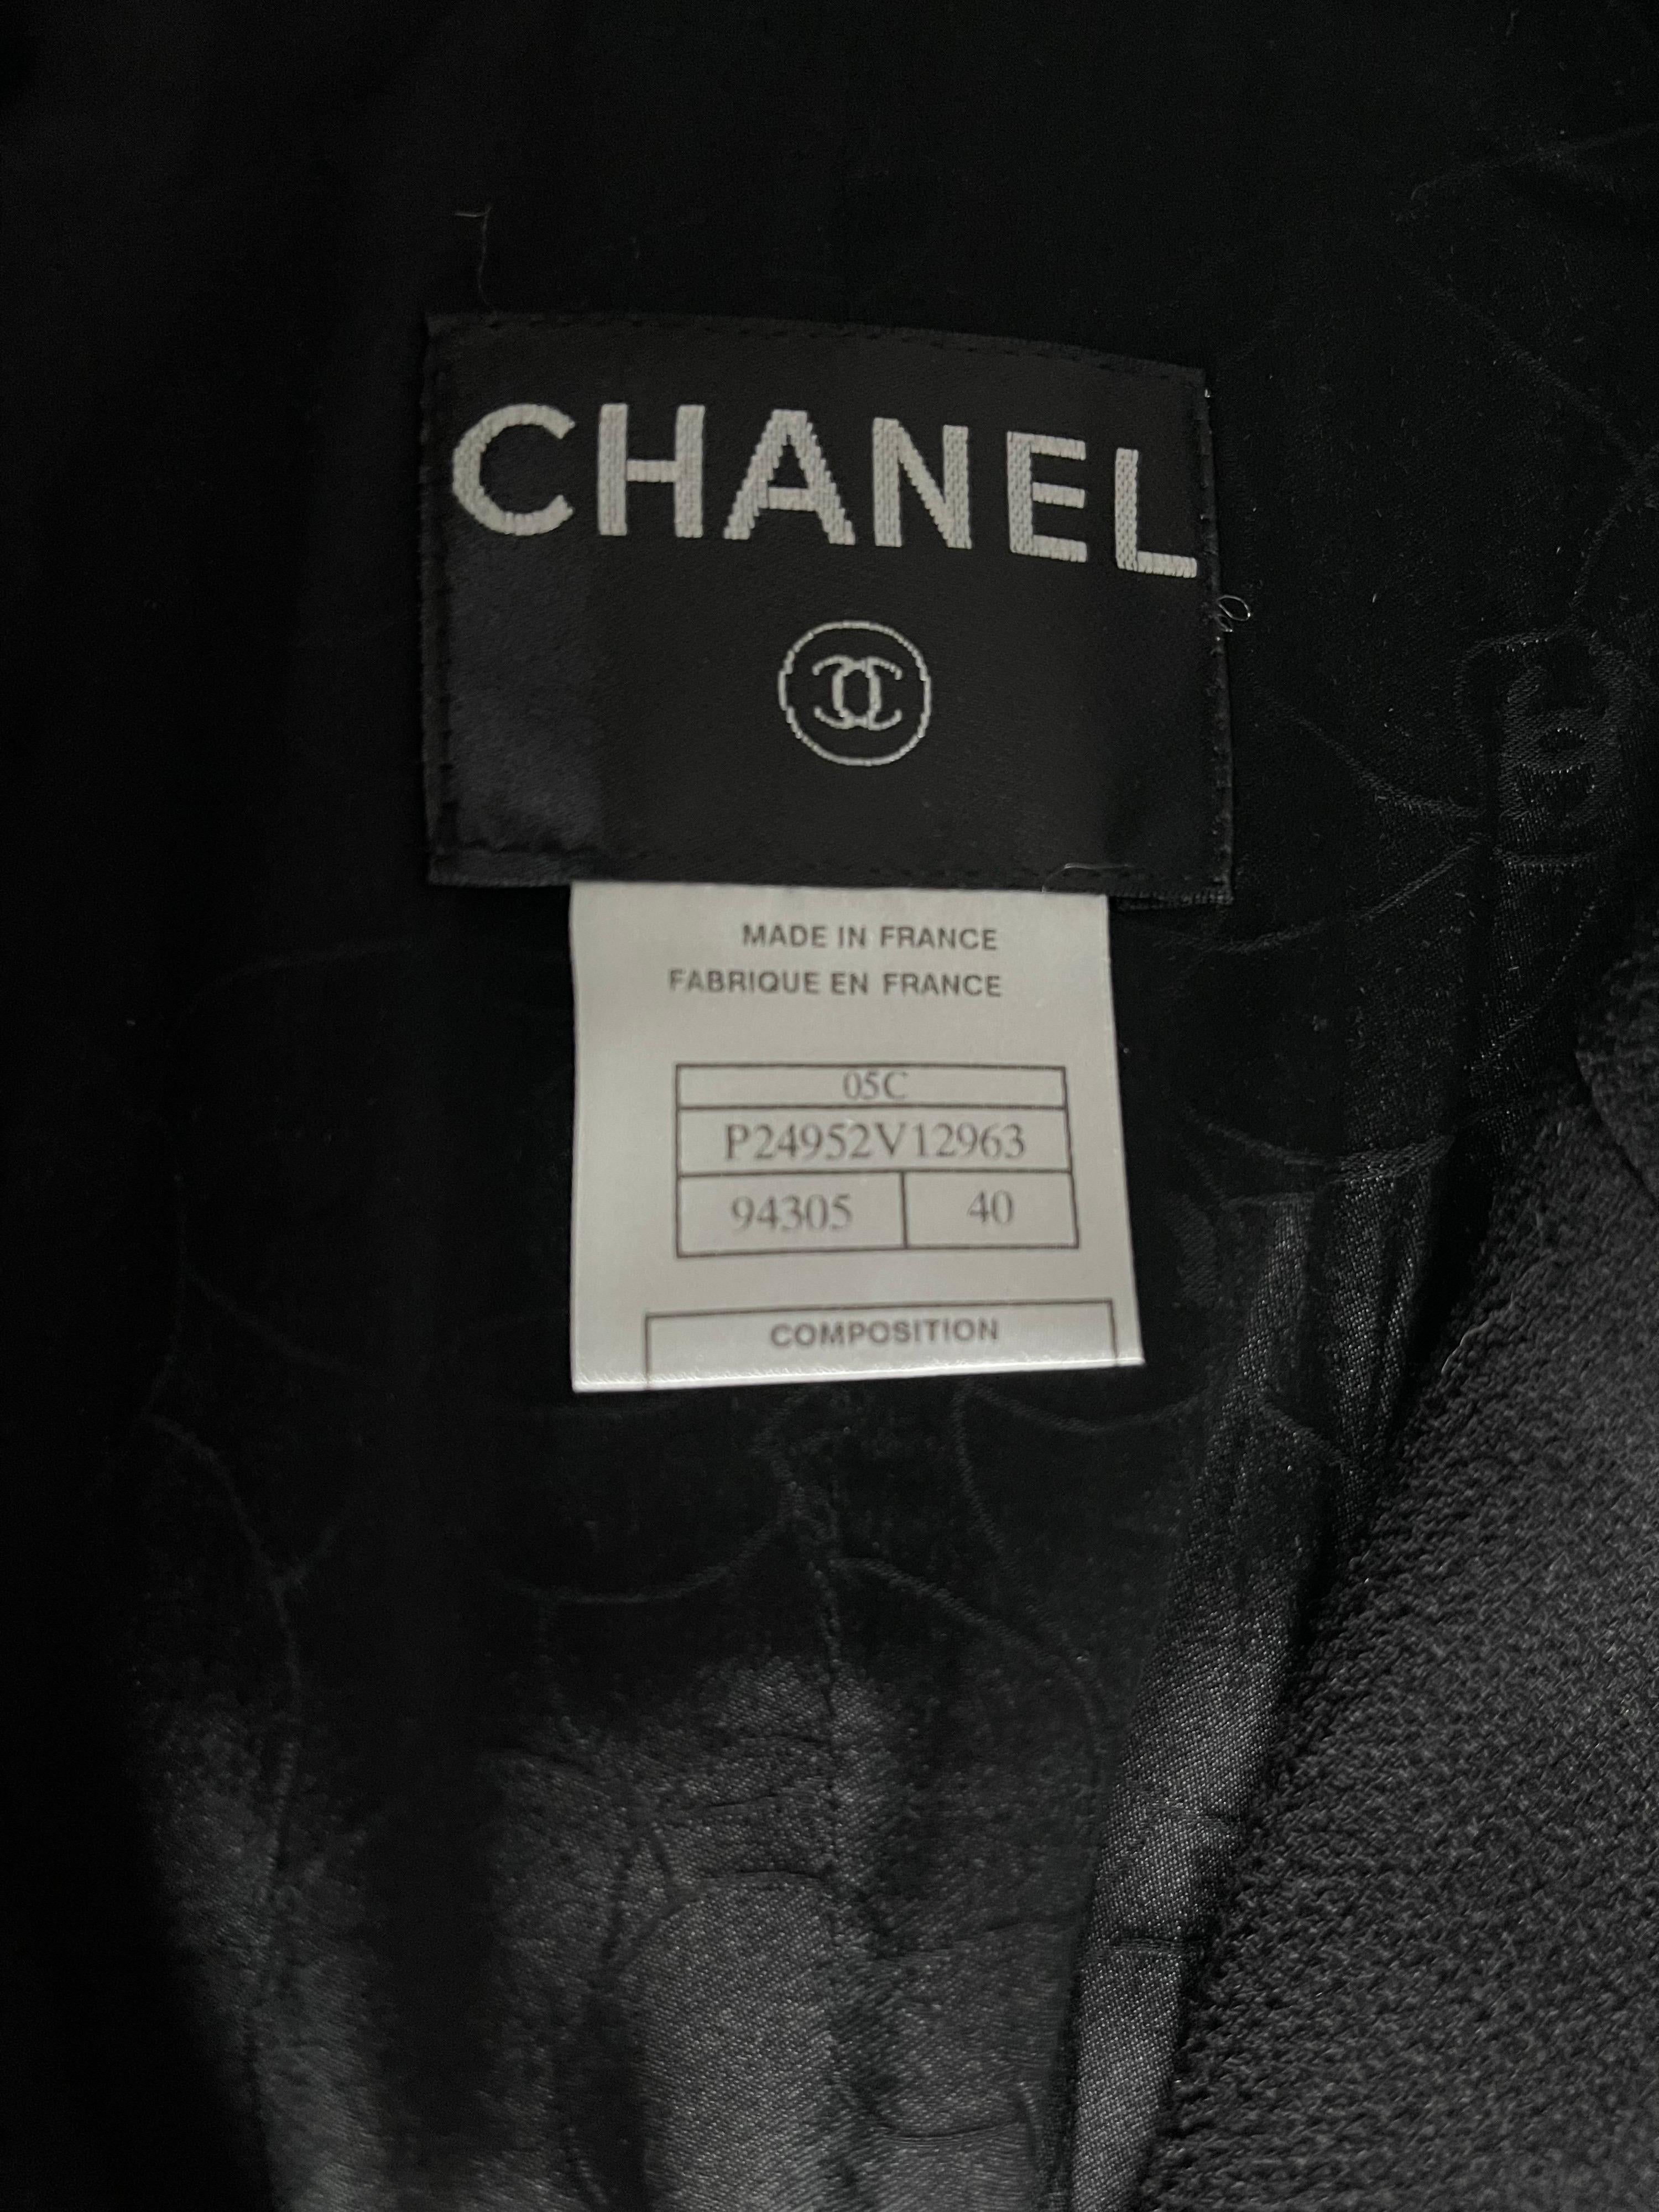 CHANEL
MADE IN FRANCE
FABRIQUE EN FRANCE
05C
P24952V12963
94305 40
COMPOSITION